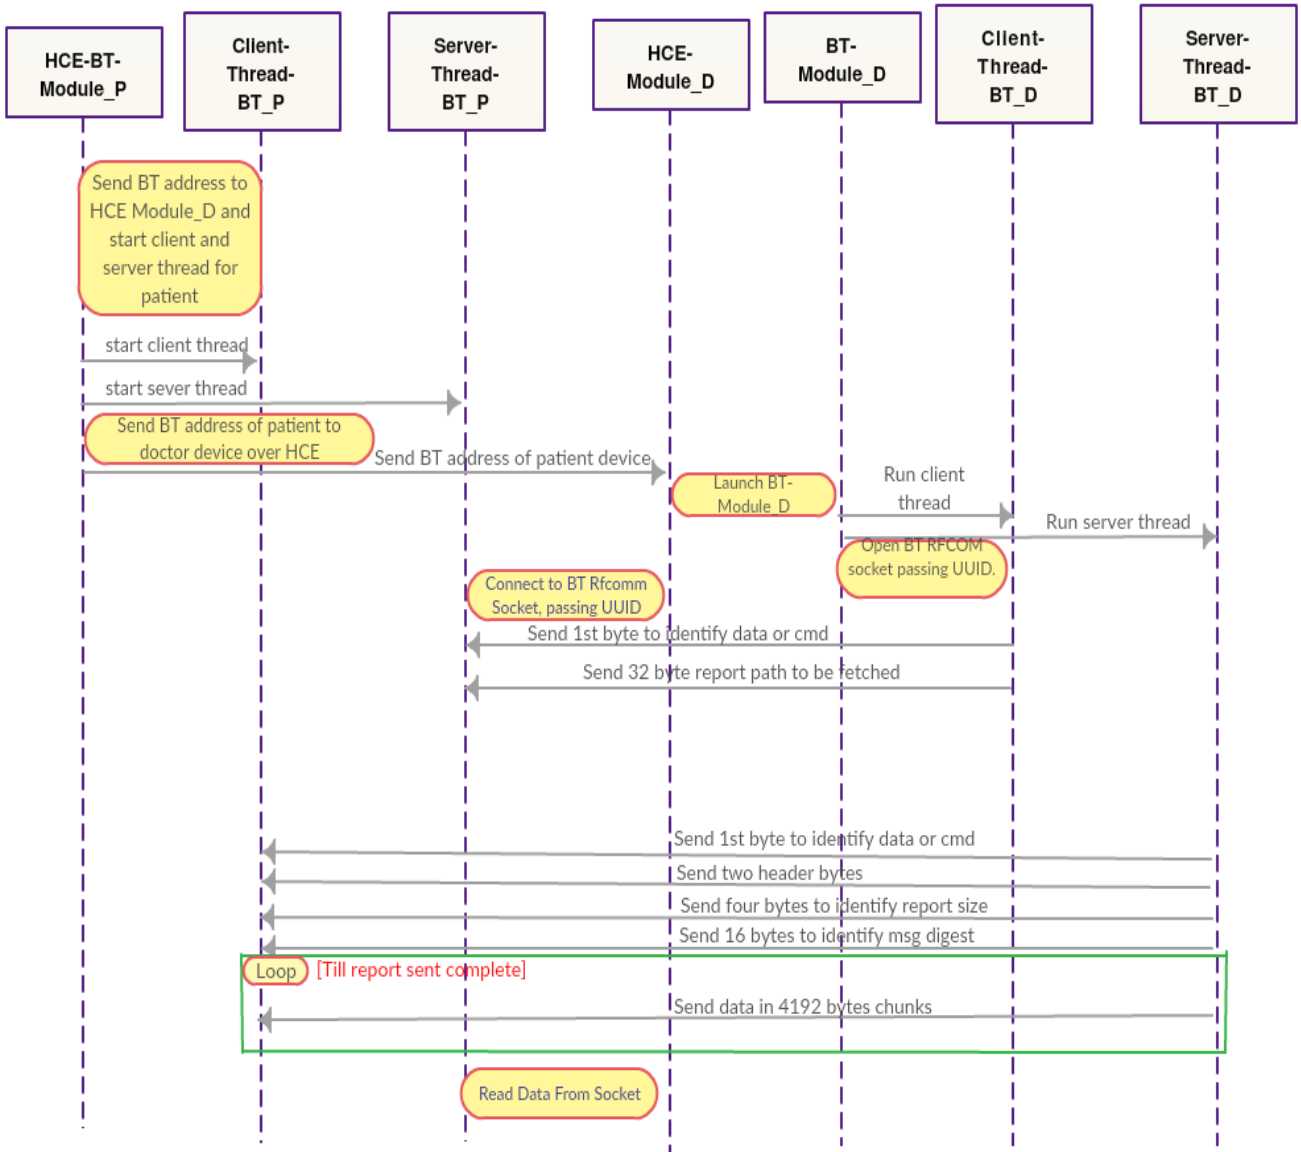 HCE-BT-
Module_P
Client-
Thread-
BT_P
Server-
Thread-
BT_P
HCE-
Module_D
BT-
Module_D
Client-
Thread-
BT_D
Server-
Thread-
BT_D
Send BT address to
HCE Module_D and
start client and
server thread for
patient
start client thread
start sever thread
Send BT address of patient to
doctor device over HCE
Send BT address of patient device
Launch BT-
Module_D
Run client
thread
Run server thread
Open BT RFCOM
socket passing UUID.
Connect to BT Rfcomm
Socket, passing UUID
Send 1st byte to identify data or cmd
Send 32 byte report path to be fetched
Send 1st byte to identify data or cmd
Send two header bytes
Send four bytes to identify report size
Send 16 bytes to identify msg digest
Loop [Till report sent complete]
Send data in 4192 bytes chunks
Read Data From Socket